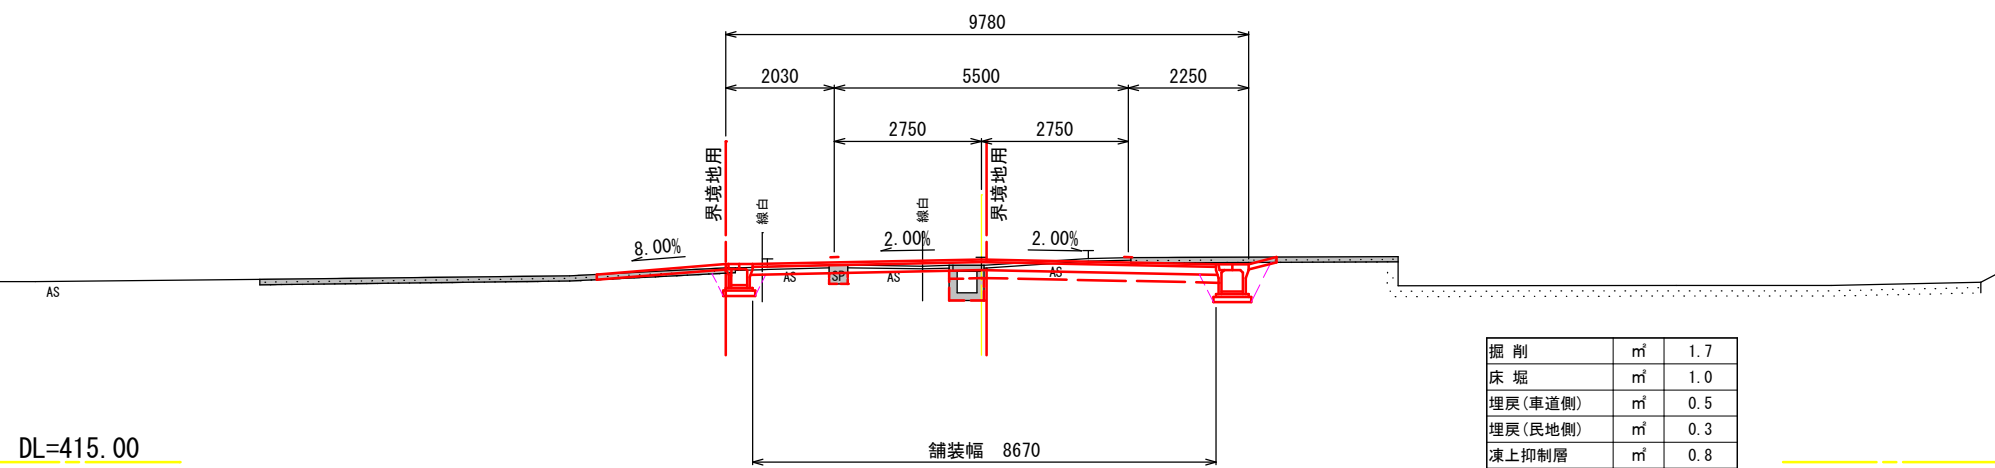 9780
2030 5500 2250
2750 2750
用地境界
用地境界
白線
白線
8.00%
2.00%
2.00%
AS
AS
SP
AS
AS
掘 削 ㎡ 1.7
床 堀 ㎡ 1.0
埋戻(車道側) ㎡ 0.5
埋戻(民地側) ㎡ 0.3
凍上抑制層 ㎡ 0.8
舗装幅 8670
DL=415.00